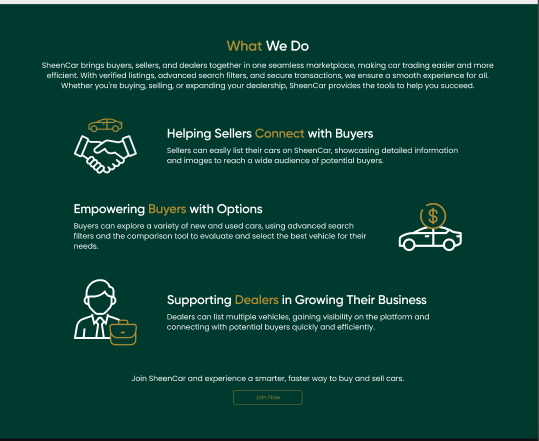 What We Do
SheenCar brings buyers, sellers, and dealers together in one seamless marketplace, making car trading easier and more
efficient. With verified listings, advanced search filters, and secure transactions, we ensure a smooth experience for all.
Whether you're buying, selling, or expanding your dealership, SheenCar provides the tools to help you succeed.
Helping Sellers Connect with Buyers
Sellers can easily list their cars on SheenCar, showcasing detailed information
and images to reach a wide audience of potential buyers.
Empowering Buyers with Options
Buyers can explore a variety of new and used cars, using advanced search
filters and the comparison tool to evaluate and select the best vehicle for their
needs.
$
Supporting Dealers in Growing Their Business
Dealers can list multiple vehicles, gaining visibility on the platform and
connecting with potential buyers quickly and efficiently.
Join SheenCar and experience a smarter, faster way to buy and sell cars.
Join Now